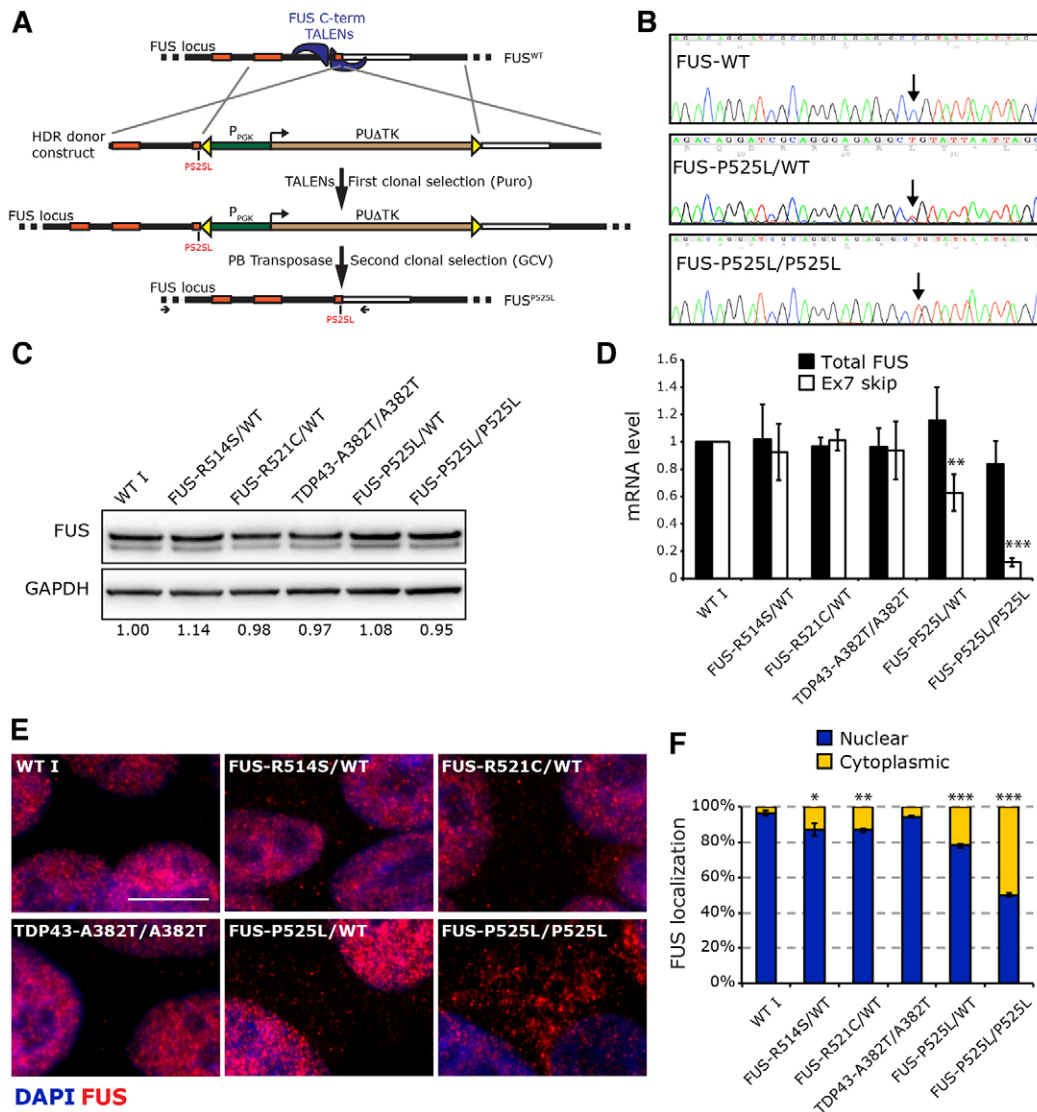 A
FUS C-term
TALENs
FUS locus
FUS^WT
HDR donor
construct
P_PGK
PUΔTK
P525L
TALENs
First clonal selection (Puro)
FUS locus
P_PGK
PUΔTK
P525L
PB Transposase
Second clonal selection (GCV)
FUS locus
P525L
FUS^P525L
B
FUS-WT
AGACAGGATCGCAGGGAGAGGCTGTATTAATTAGC
FUS-P525L/WT
FUS-P525L/P525L
C
WT I
FUS-R514S/WT
FUS-R521C/WT
TDP43-A382T/A382T
FUS-P525L/WT
FUS-P525L/P525L
FUS
GAPDH
1.00 1.14 0.98 0.97 1.08 0.95
D
Total FUS
Ex7 skip
mRNA level
1.6
1.4
1.2
1
0.8
0.6
0.4
0.2
0
**
***
WT I
FUS-R514S/WT
FUS-R521C/WT
TDP43-A382T/A382T
FUS-P525L/WT
FUS-P525L/P525L
E
WT I
FUS-R514S/WT
FUS-R521C/WT
TDP43-A382T/A382T
FUS-P525L/WT
FUS-P525L/P525L
DAPI FUS
F
Nuclear
Cytoplasmic
FUS localization
100%
80%
60%
40%
20%
0%
*
**
***
***
WT I
FUS-R514S/WT
FUS-R521C/WT
TDP43-A382T/A382T
FUS-P525L/WT
FUS-P525L/P525L